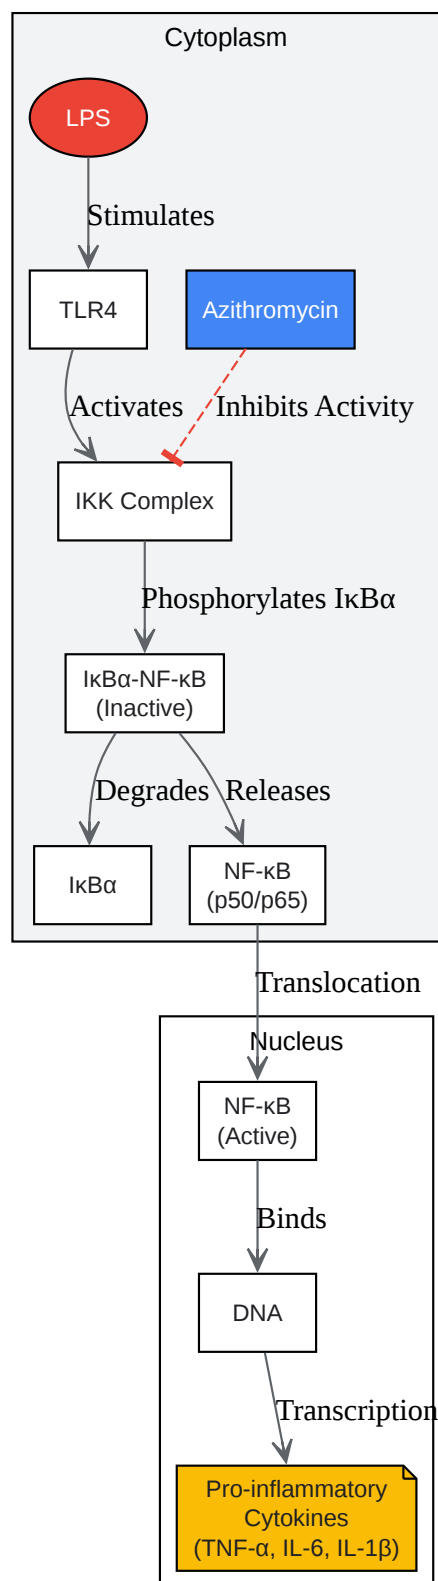 Cytoplasm
LPS
Stimulates
TLR4
Azithromycin
Activates
Inhibits Activity
IKK Complex
Phosphorylates IκBα
IκBα-NF-κB
(Inactive)
Degrades
Releases
IκBα
NF-κB
(p50/p65)
Translocation
Nucleus
NF-κB
(Active)
Binds
DNA
Transcription
Pro-inflammatory
Cytokines
(TNF-α, IL-6, IL-1β)